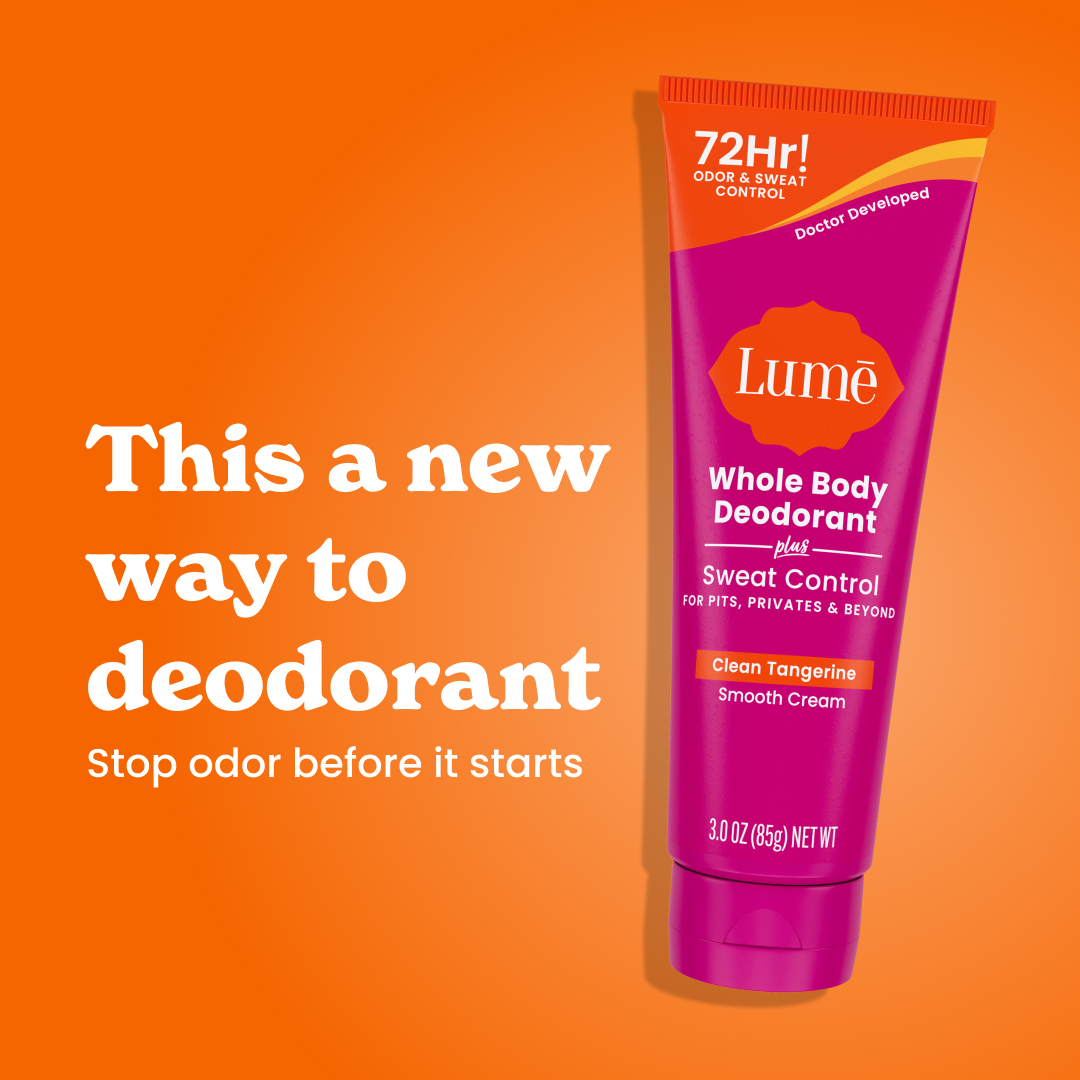 This a new
way to
deodorant
Stop odor before it starts
72Hr!
ODOR & SWEAT
CONTROL
Doctor Developed
Lumē
Whole Body
Deodorant
plus
Sweat Control
FOR PITS, PRIVATES & BEYOND
Clean Tangerine
Smooth Cream
3.0 OZ (85g) NET WT